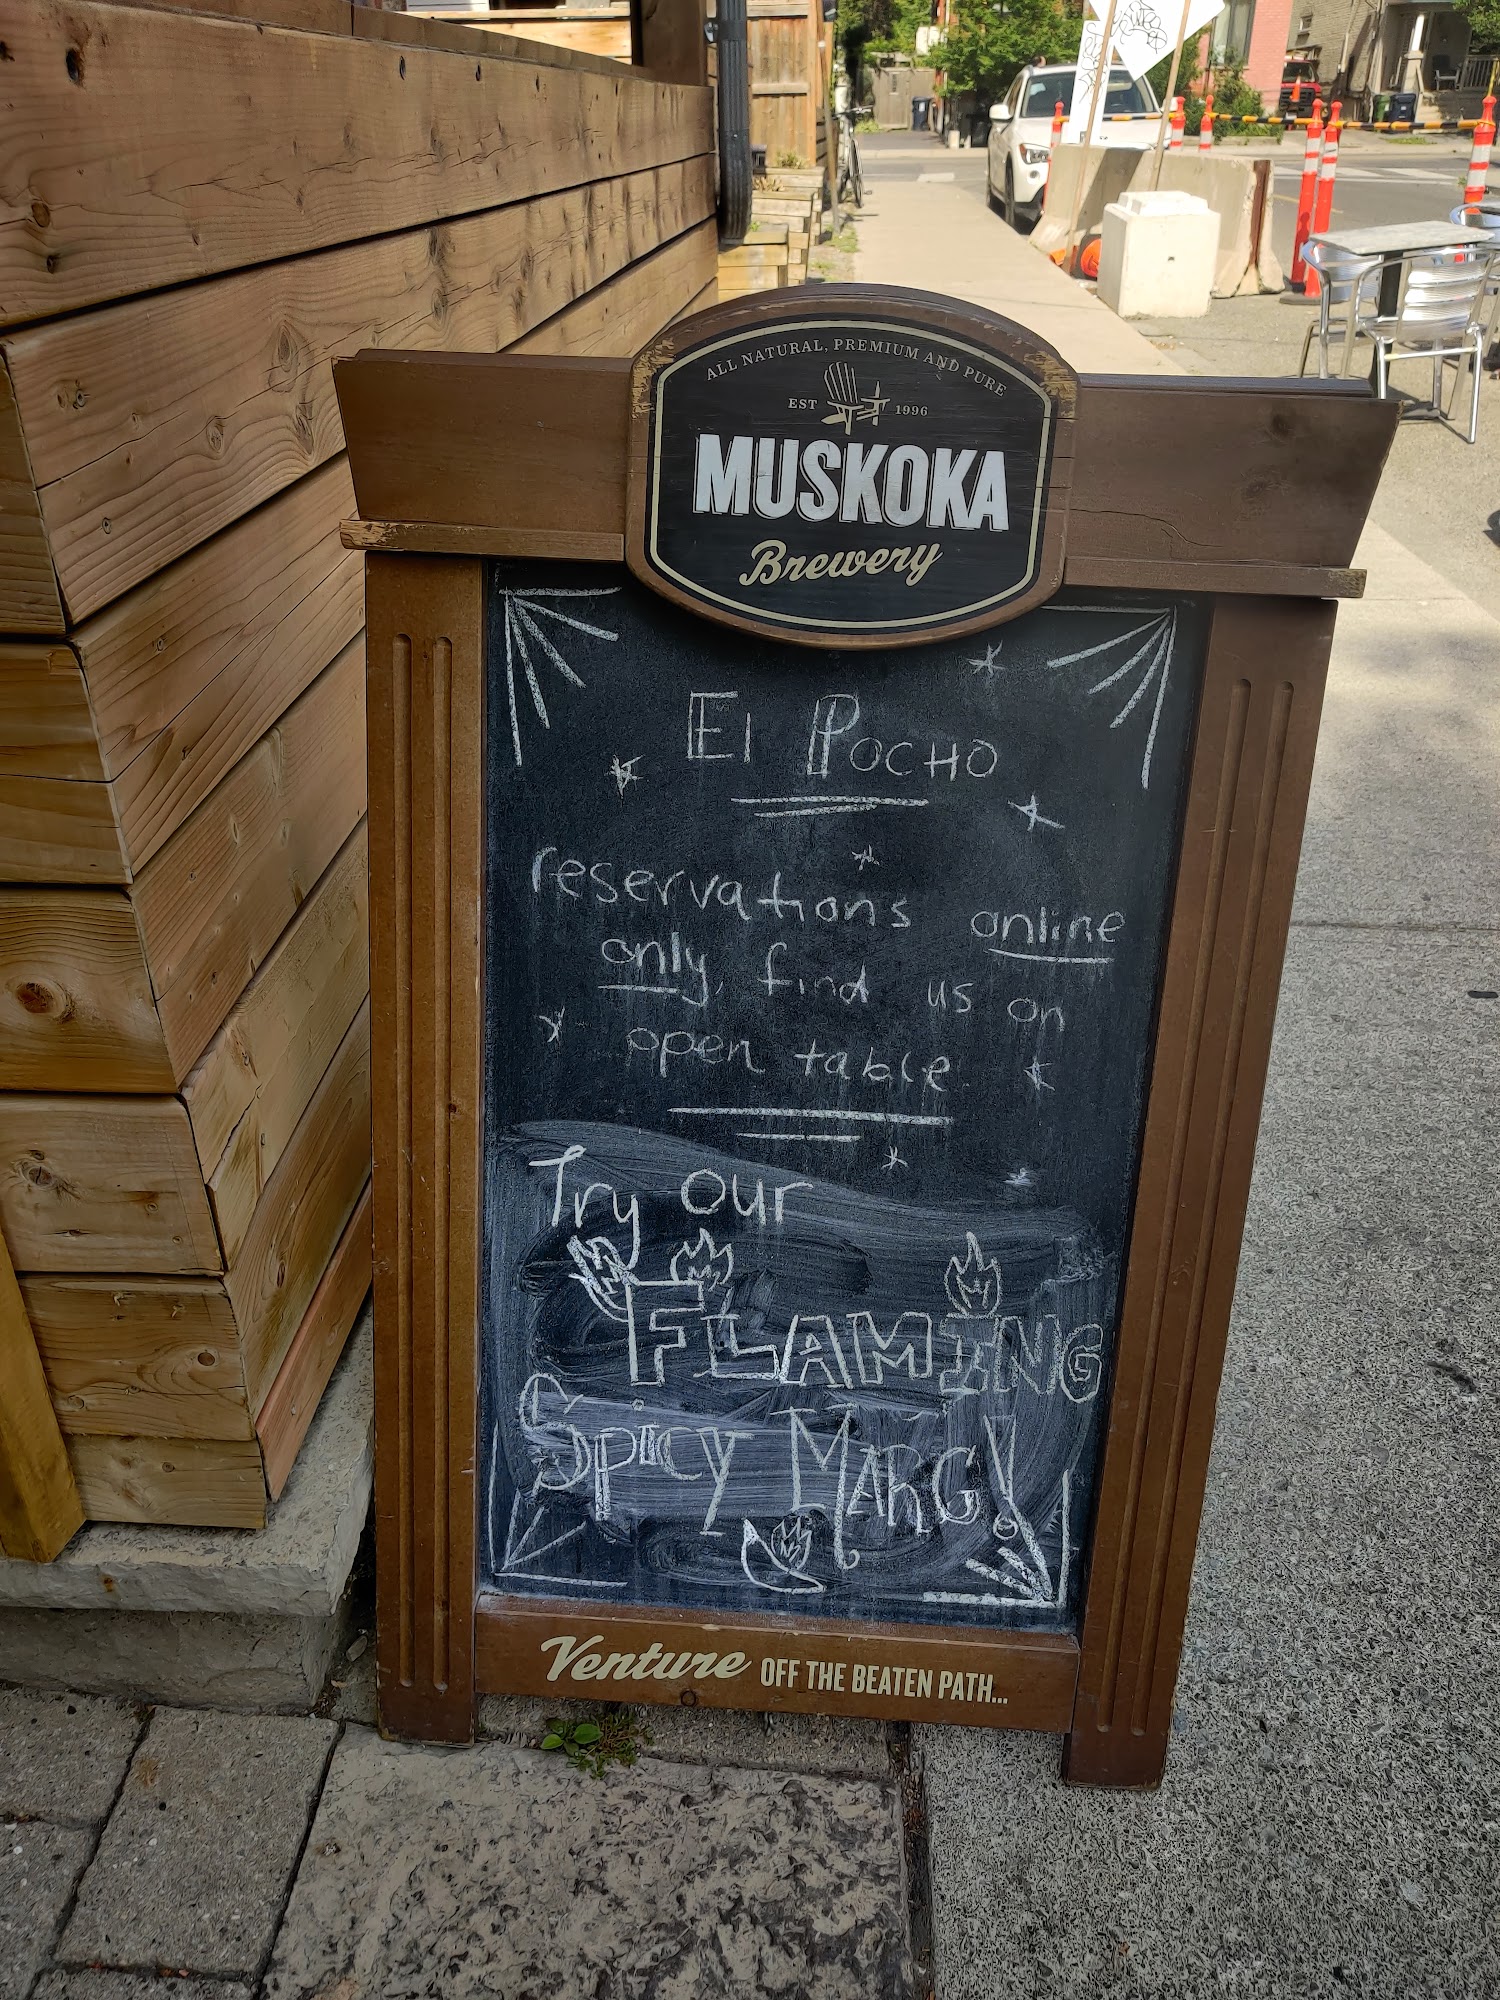 ALL NATURAL, PREMIUM AND PURE
EST 1996
MUSKOKA
Brewery
El POCHO
reservations online
only, find us on
open table
Try our
FLAMING
SPICY MARG!
Venture OFF THE BEATEN PATH...